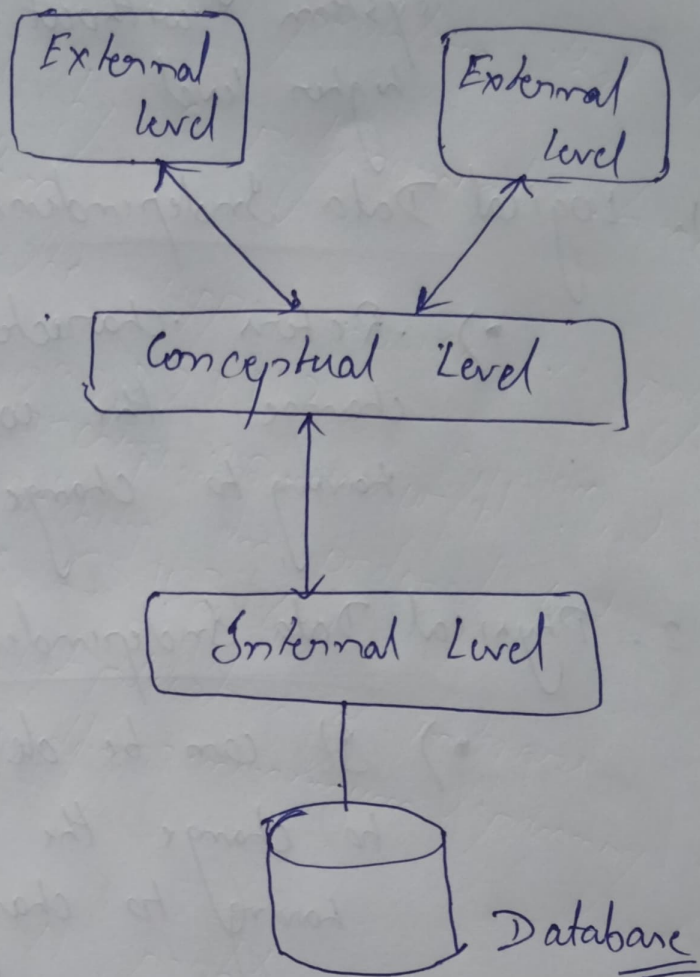 External
level
External
level
Conceptual Level
Internal Level
Database